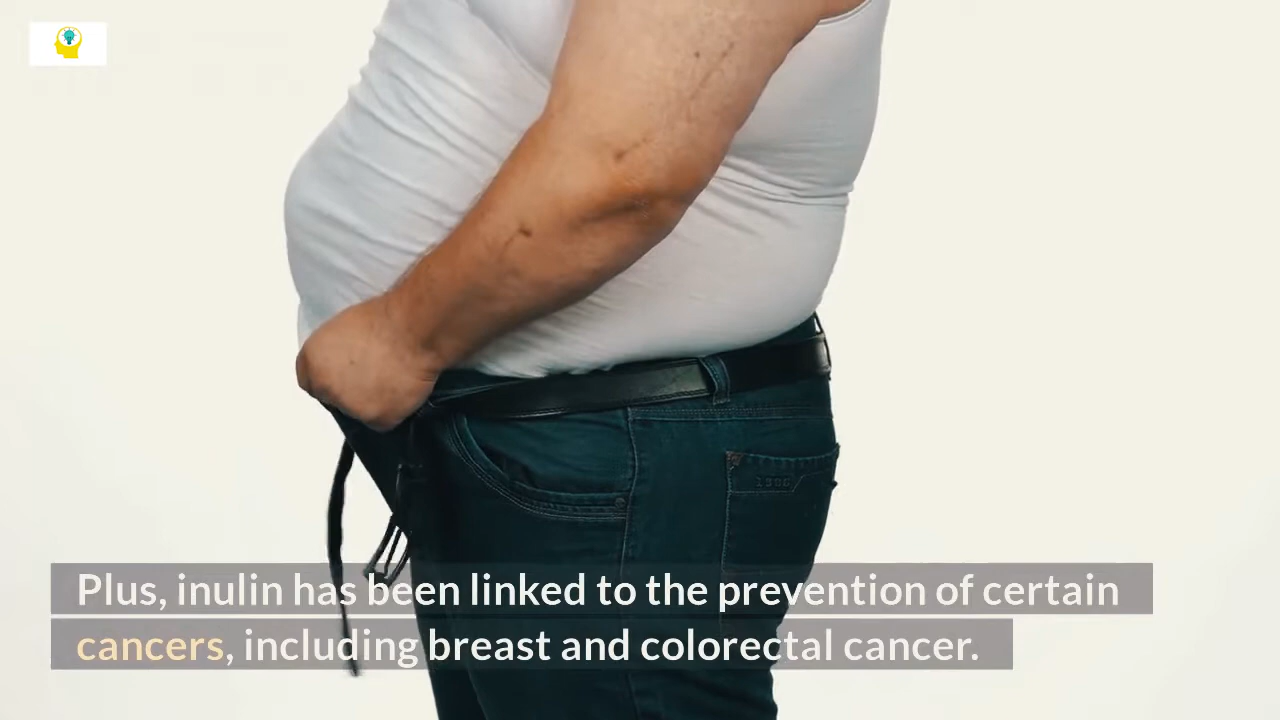 Plus, inulin has been linked to the prevention of certain
cancers, including breast and colorectal cancer.